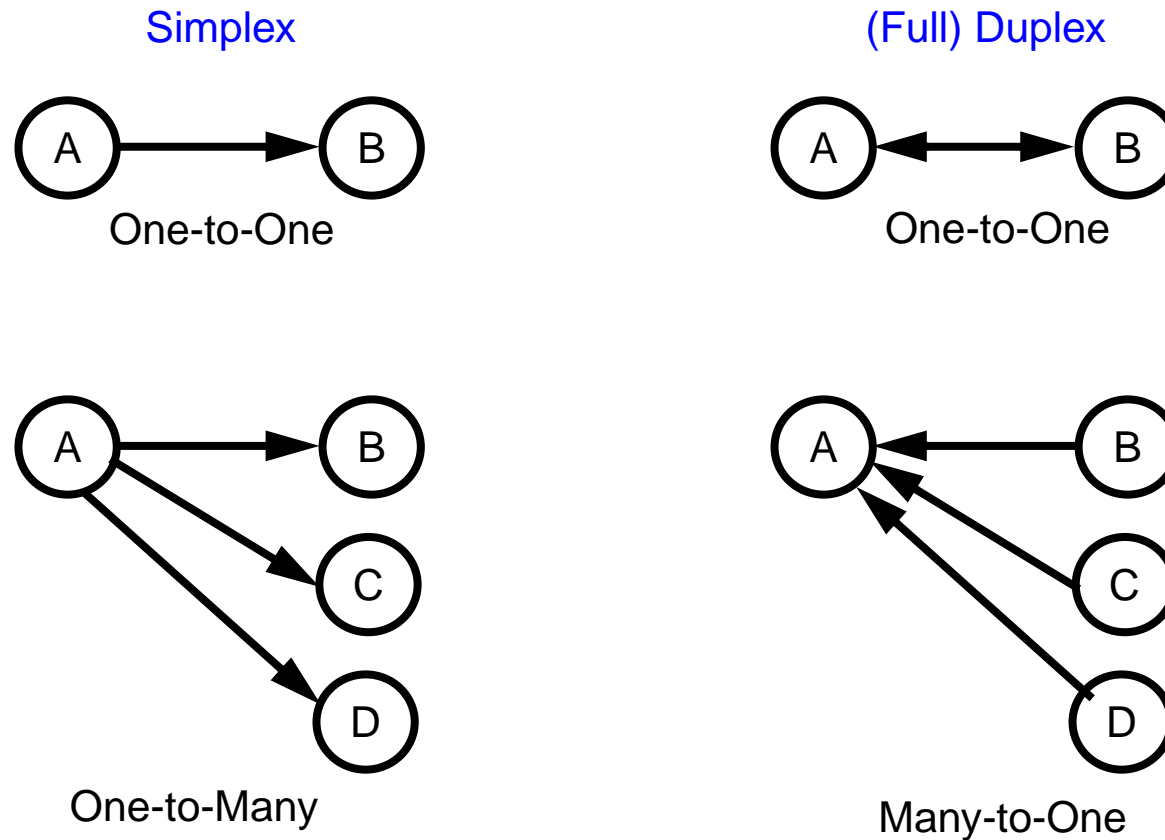 Simplex
(Full) Duplex
A
B
A
B
One-to-One
One-to-One
A
B
A
B
C
C
D
D
One-to-Many
Many-to-One